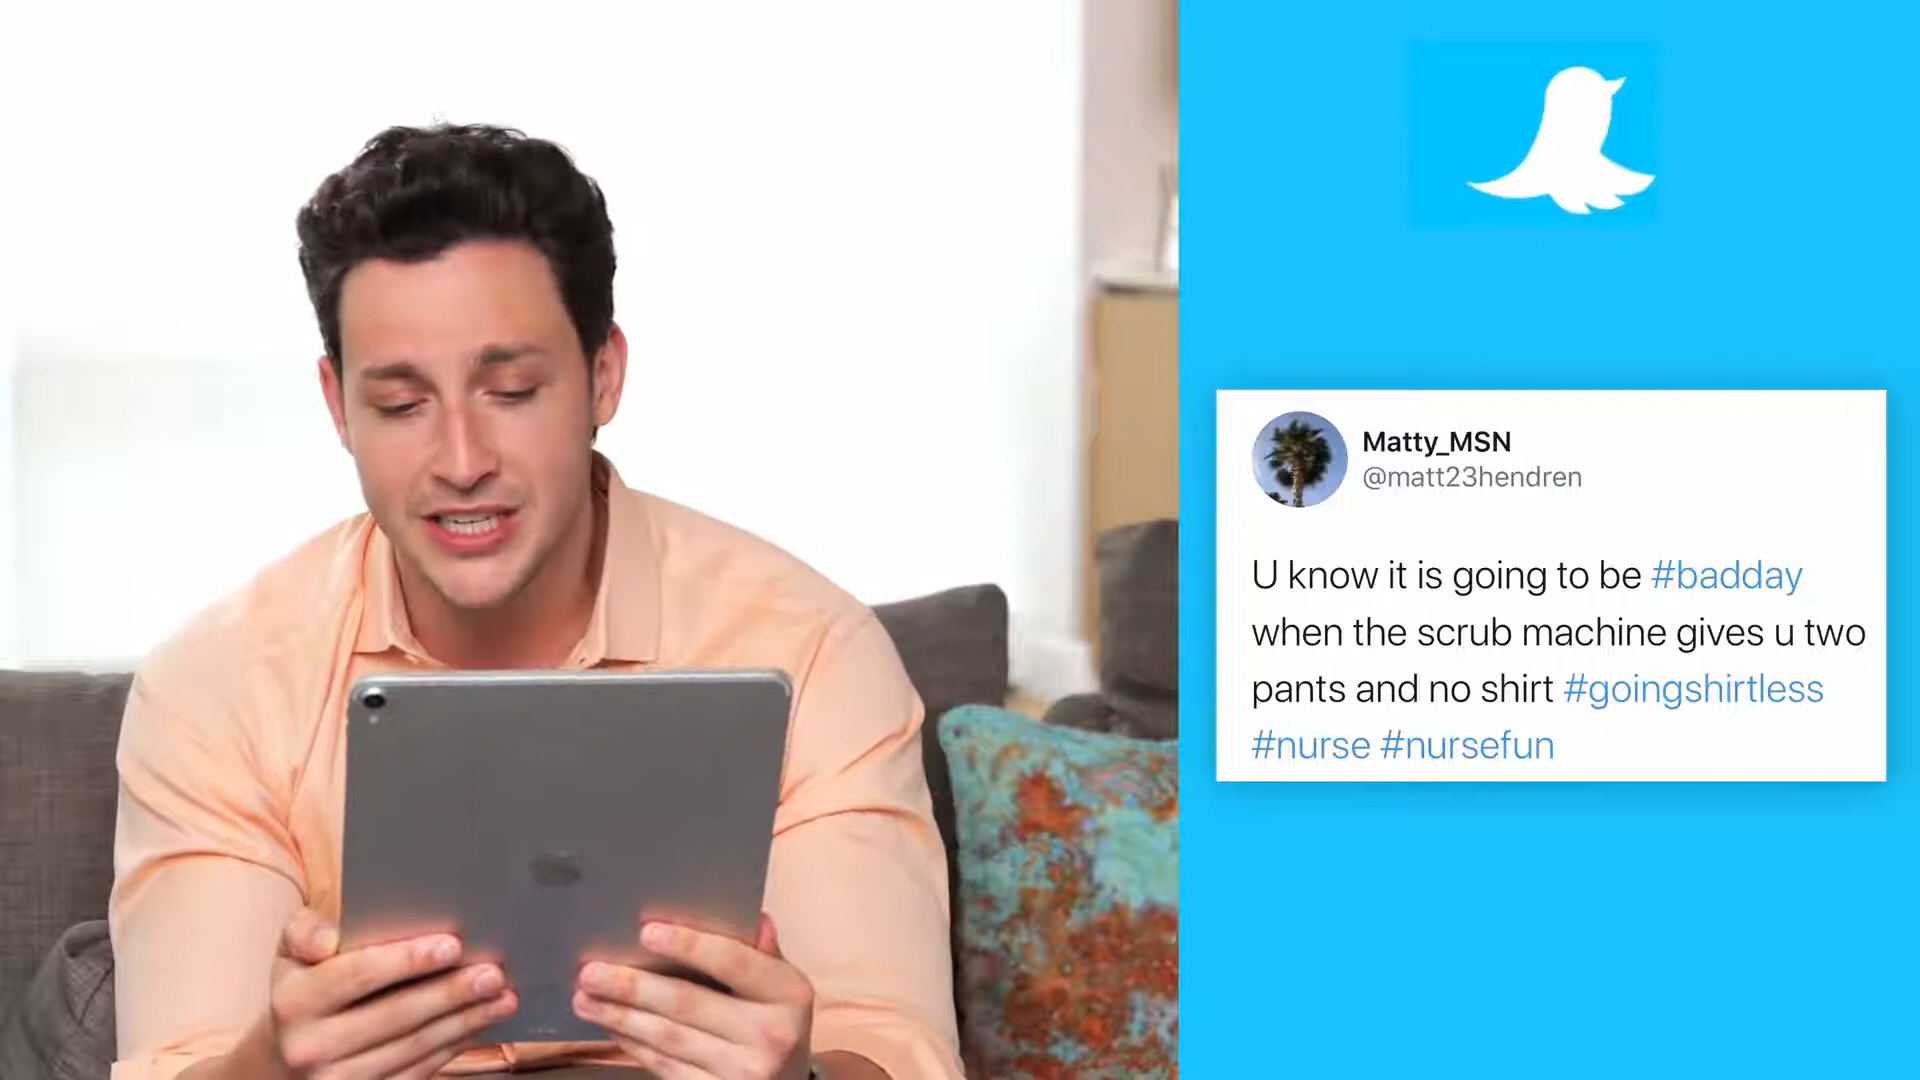 Matty_MSN
@matt23hendren
U know it is going to be #badday
when the scrub machine gives u two
pants and no shirt #goingshirtless
#nurse #nursefun